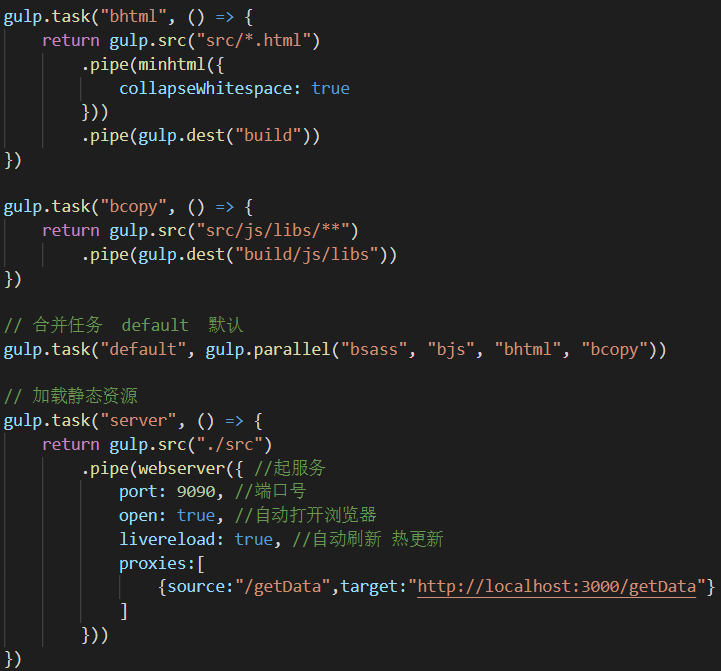 gulp.task("bhtml", () => {
    return gulp.src("src/*.html")
        .pipe(minhtml({
            collapseWhitespace: true
        }))
        .pipe(gulp.dest("build"))
})

gulp.task("bcopy", () => {
    return gulp.src("src/js/libs/**")
        .pipe(gulp.dest("build/js/libs"))
})

// 合并任务  default  默认
gulp.task("default", gulp.parallel("bsass", "bjs", "bhtml", "bcopy"))

// 加载静态资源
gulp.task("server", () => {
    return gulp.src("./src")
        .pipe(webserver({ //起服务
            port: 9090, //端口号
            open: true, //自动打开浏览器
            livereload: true, //自动刷新 热更新
            proxies:[
                {source:"/getData",target:"http://localhost:3000/getData"}
            ]
        }))
})